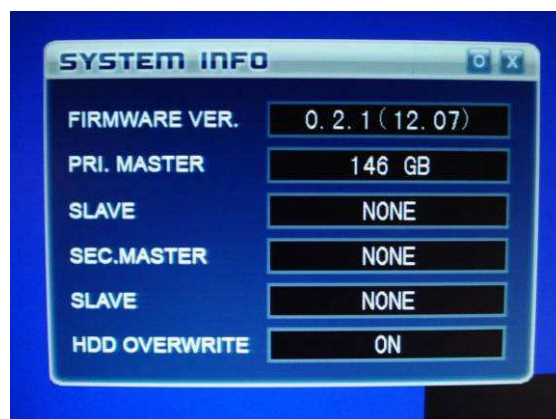 SYSTEM INFO O X
FIRMWARE VER. 0.2.1(12.07)
PRI. MASTER 146 GB
SLAVE NONE
SEC.MASTER NONE
SLAVE NONE
HDD OVERWRITE ON